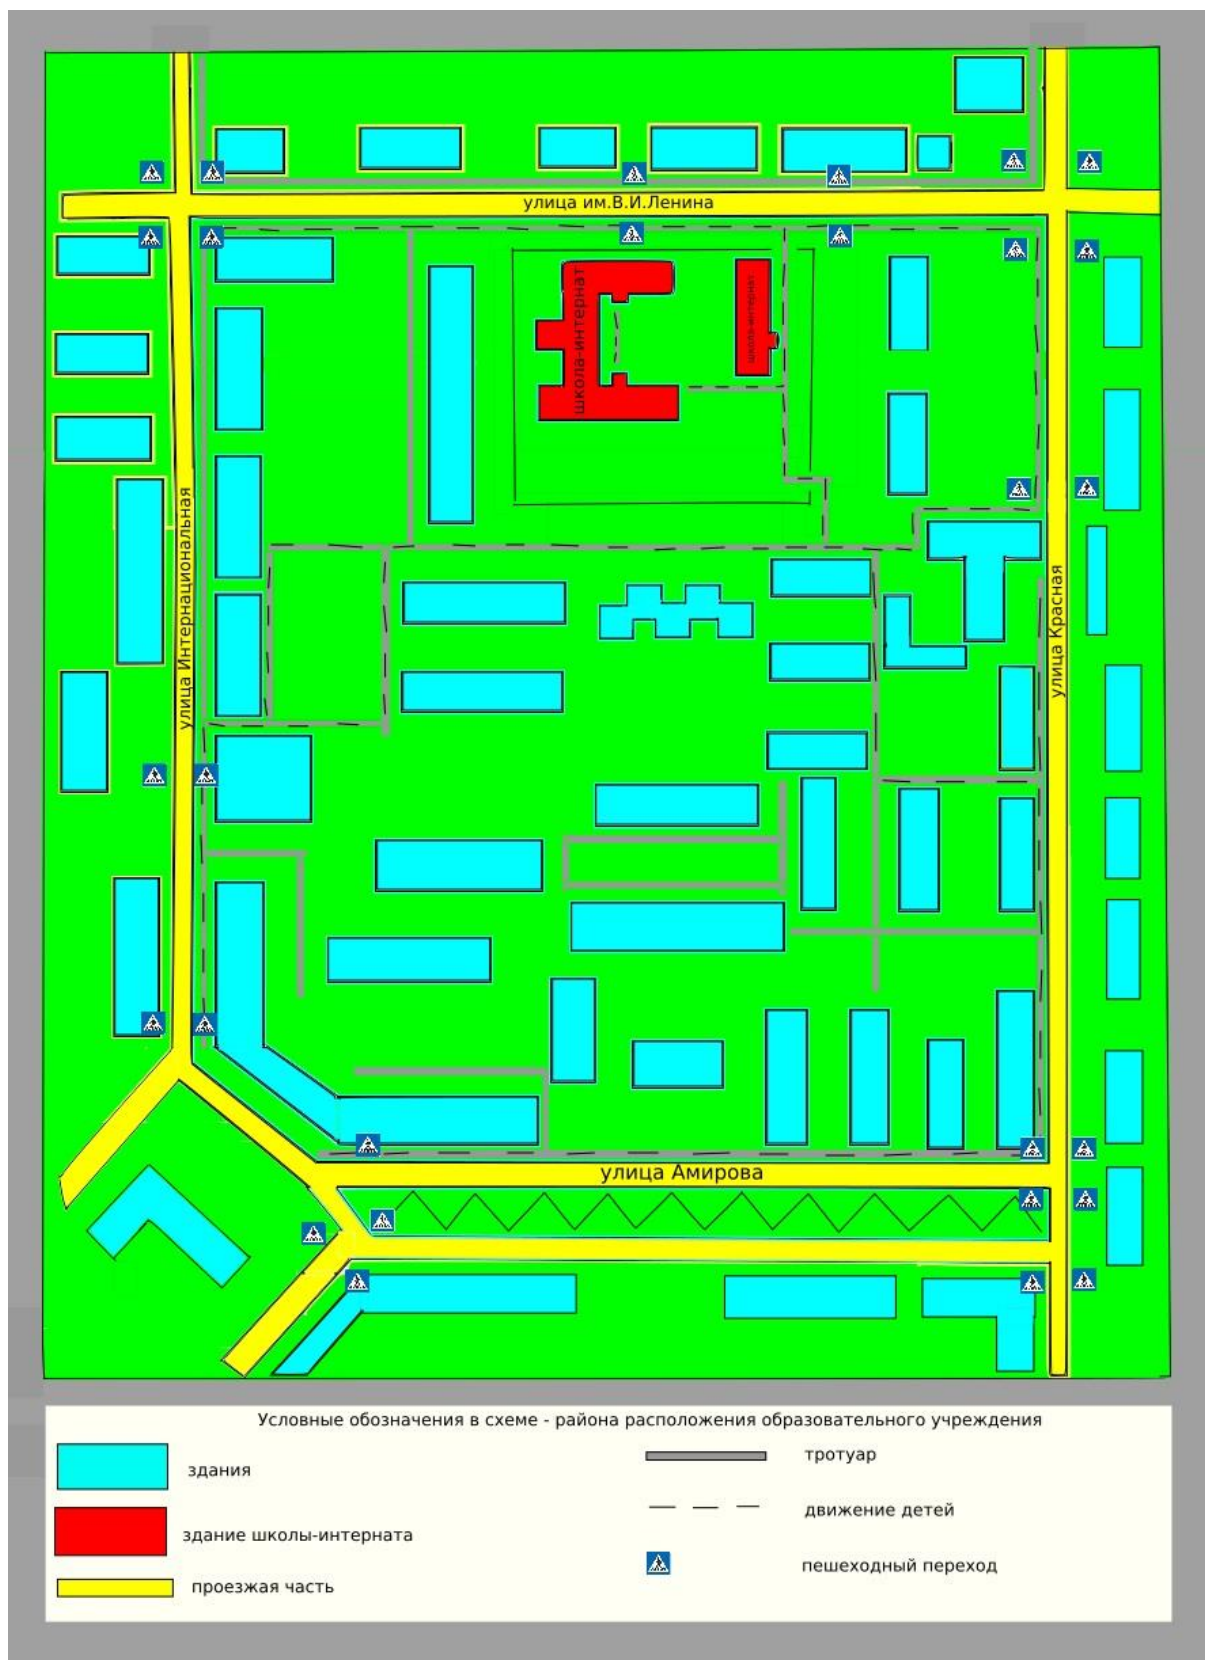 улица им.В.И.Ленина
школа-интернат
школа-интернат
улица Интернациональная
улица Красная
улица Амирова
Условные обозначения в схеме - района расположения образовательного учреждения
здания
здание школы-интерната
проезжая часть
тротуар
движение детей
пешеходный переход